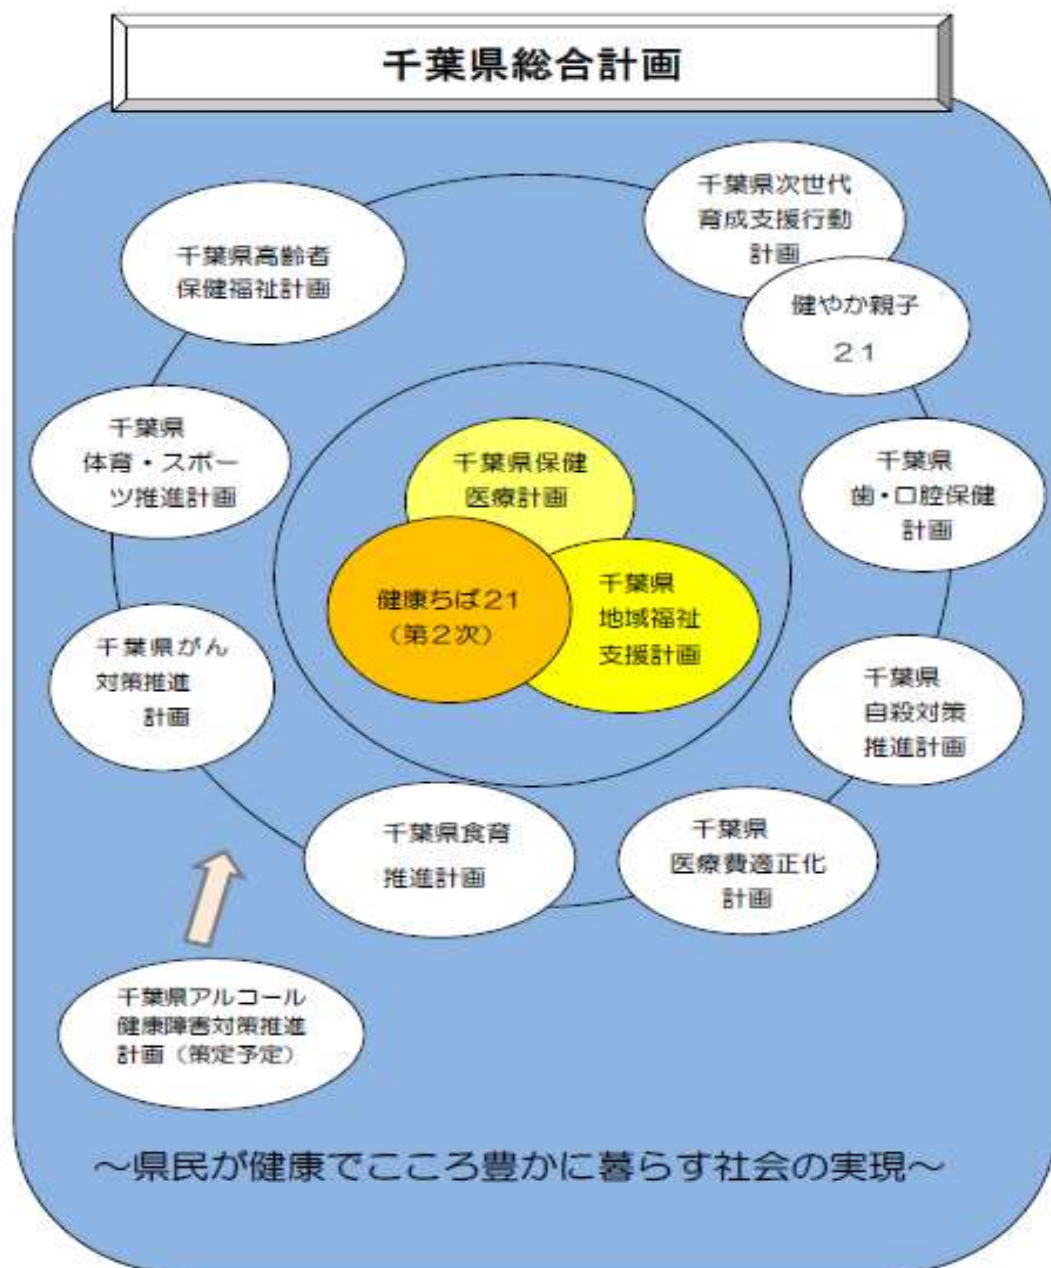 千葉県総合計画
千葉県次世代
育成支援行動
計画
千葉県高齢者
保健福祉計画
健やか親子
21
千葉県
体育・スポー
ツ推進計画
千葉県保健
医療計画
千葉県
歯・口腔保健
計画
健康ちば21
(第2次)
千葉県
地域福祉
支援計画
千葉県がん
対策推進
計画
千葉県
自殺対策
推進計画
千葉県食育
推進計画
千葉県
医療費適正化
計画
千葉県アルコール
健康障害対策推進
計画(策定予定)
~県民が健康でこころ豊かに暮らす社会の実現~